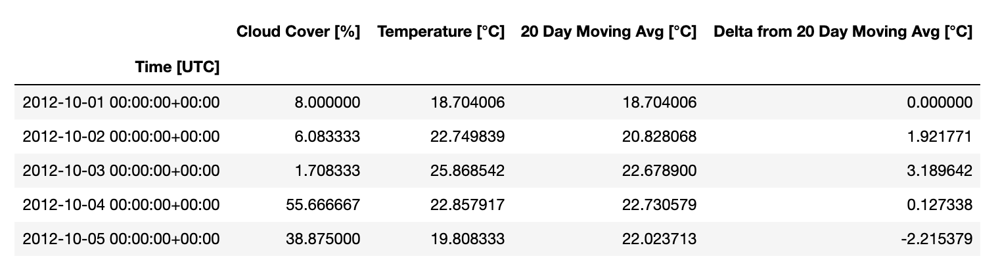 Cloud Cover [%] Temperature [°C] 20 Day Moving Avg [°C] Delta from 20 Day Moving Avg [°C]
Time [UTC]
2012-10-01 00:00:00+00:00 8.000000 18.704006 18.704006 0.000000
2012-10-02 00:00:00+00:00 6.083333 22.749839 20.828068 1.921771
2012-10-03 00:00:00+00:00 1.708333 25.868542 22.678900 3.189642
2012-10-04 00:00:00+00:00 55.666667 22.857917 22.730579 0.127338
2012-10-05 00:00:00+00:00 38.875000 19.808333 22.023713 -2.215379